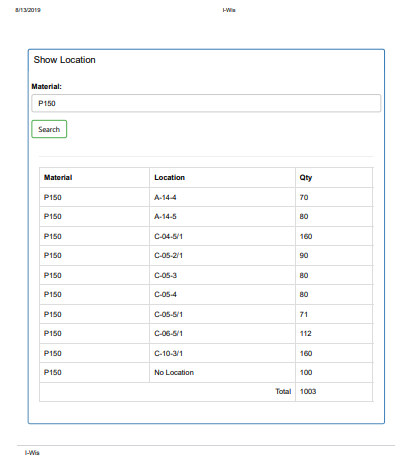 8/13/2019 I-Wis
Show Location
Material:
P150
Search
Material Location Qty
P150 A-14-4 70
P150 A-14-5 80
P150 C-04-5/1 160
P150 C-05-2/1 90
P150 C-05-3 80
P150 C-05-4 80
P150 C-05-5/1 71
P150 C-06-5/1 112
P150 C-10-3/1 160
P150 No Location 100
Total 1003
I-Wis